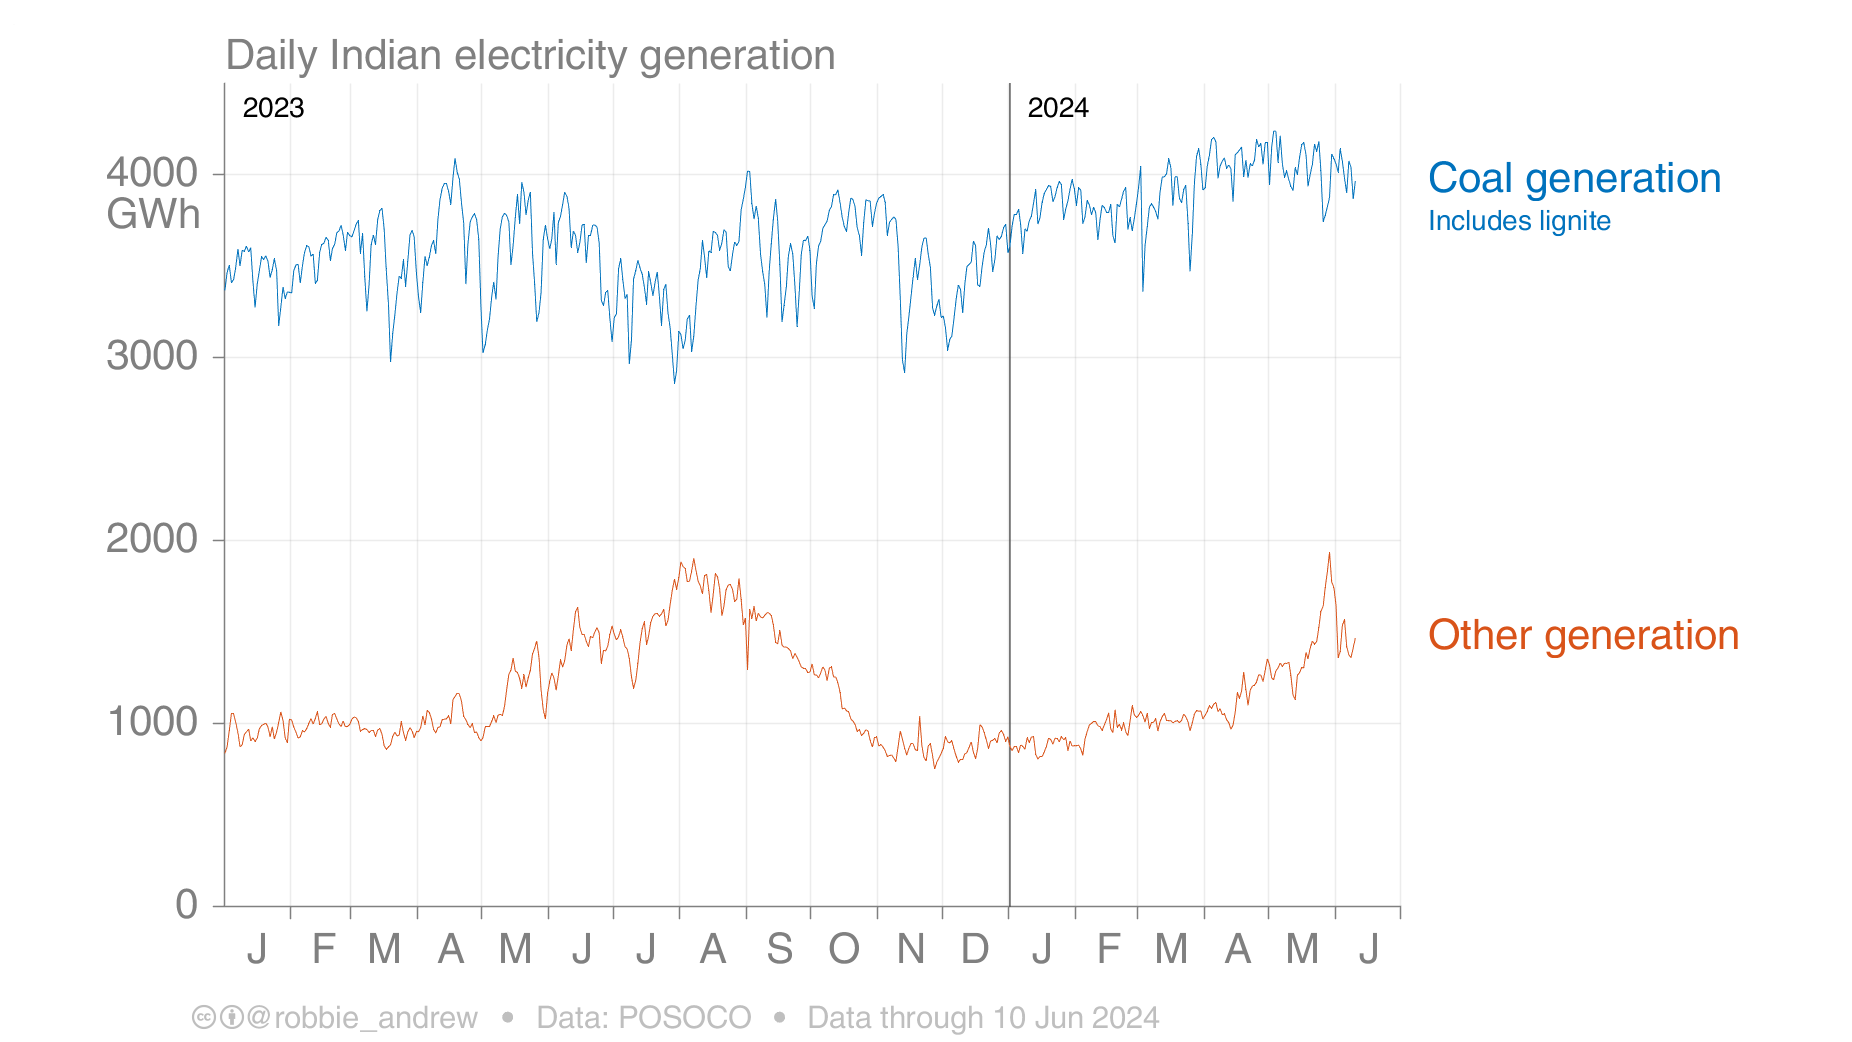 Daily Indian electricity generation
2023
2024
4000
GWh
3000
2000
1000
0
Coal generation
Includes lignite
Other generation
J F M A M J J A S O N D J F M A M J
@robbie_andrew • Data: POSOCO • Data through 10 Jun 2024